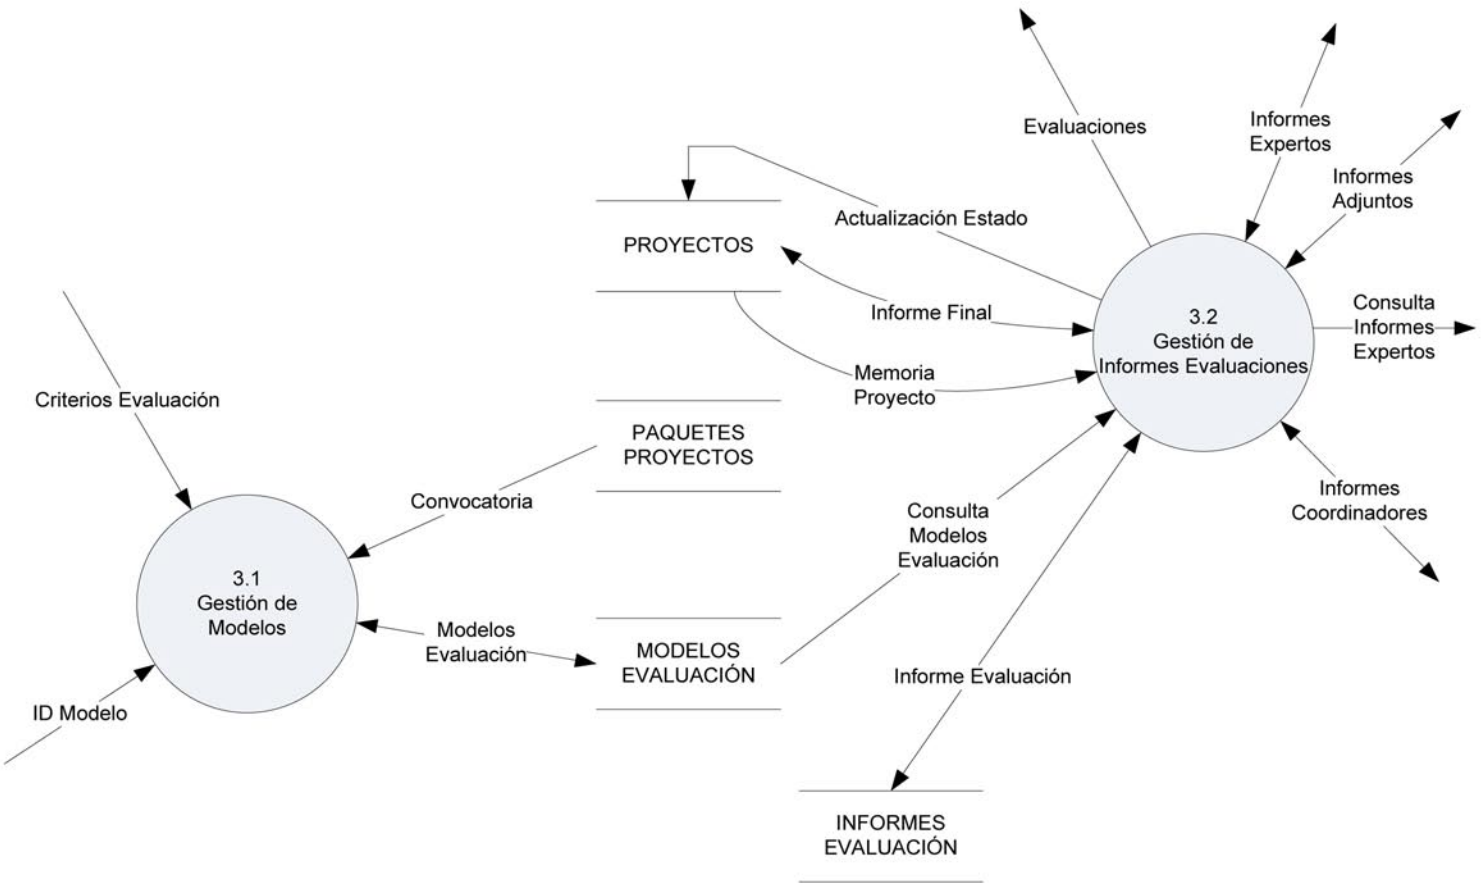 Evaluaciones
Informes
Expertos
Informes
Adjuntos
Actualización Estado
PROYECTOS
Informe Final
3.2
Gestión de
Informes Evaluaciones
Consulta
Informes
Expertos
Memoria
Proyecto
Criterios Evaluación
PAQUETES
PROYECTOS
Convocatoria
Informes
Coordinadores
Consulta
Modelos
Evaluación
3.1
Gestión de
Modelos
Modelos
Evaluación
MODELOS
EVALUACIÓN
Informe Evaluación
ID Modelo
INFORMES
EVALUACIÓN